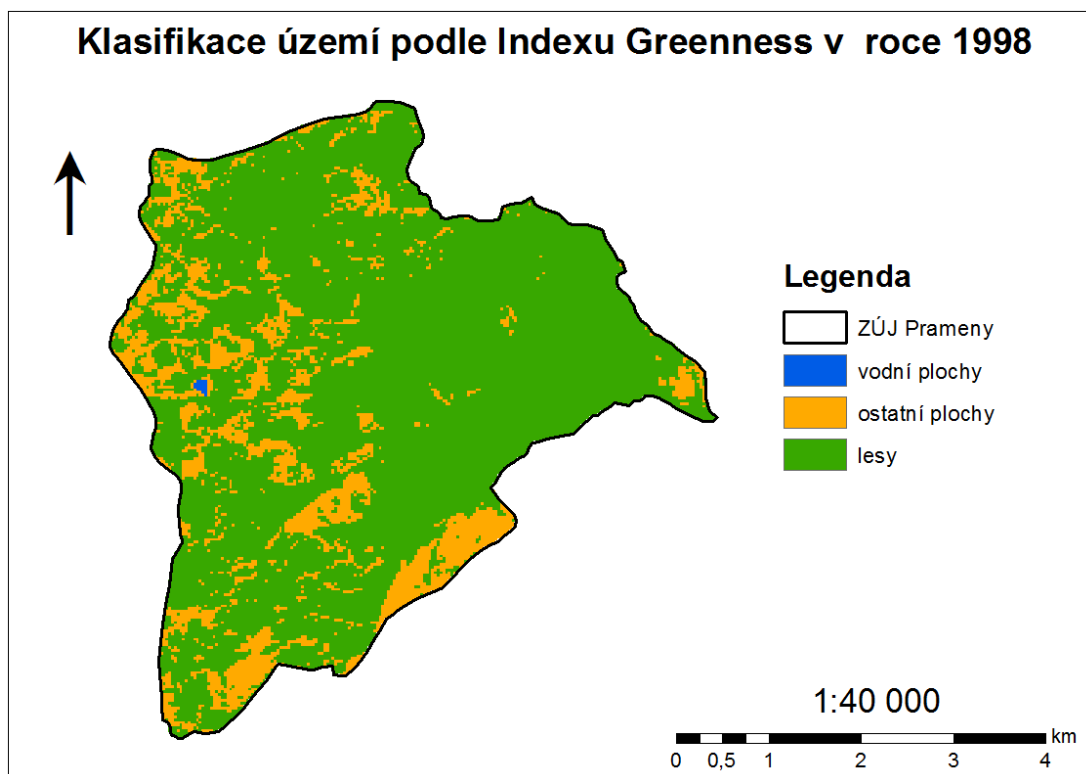 Klasifikace území podle Indexu Greenness v roce 1998
Legenda
ZÚJ Prameny
vodní plochy
ostatní plochy
lesy
1:40 000
km
0 0,5 1 2 3 4